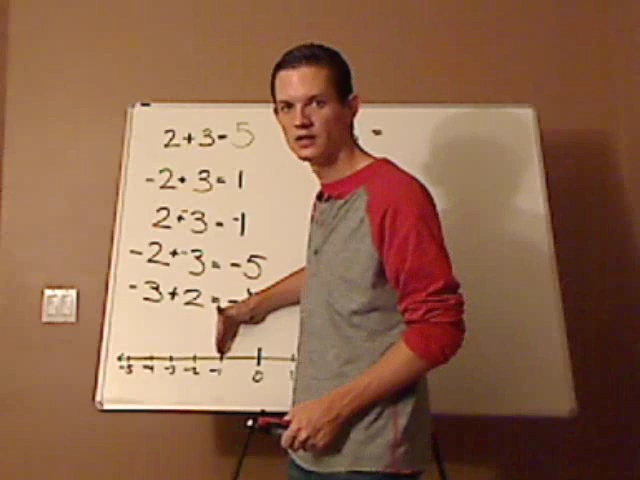 2 + 3 = 5
=
-2 + 3 = 1
2 + -3 = -1
-2 + -3 = -5
-3 + 2 = -
-5 -4 -3 -2 -1 0 1